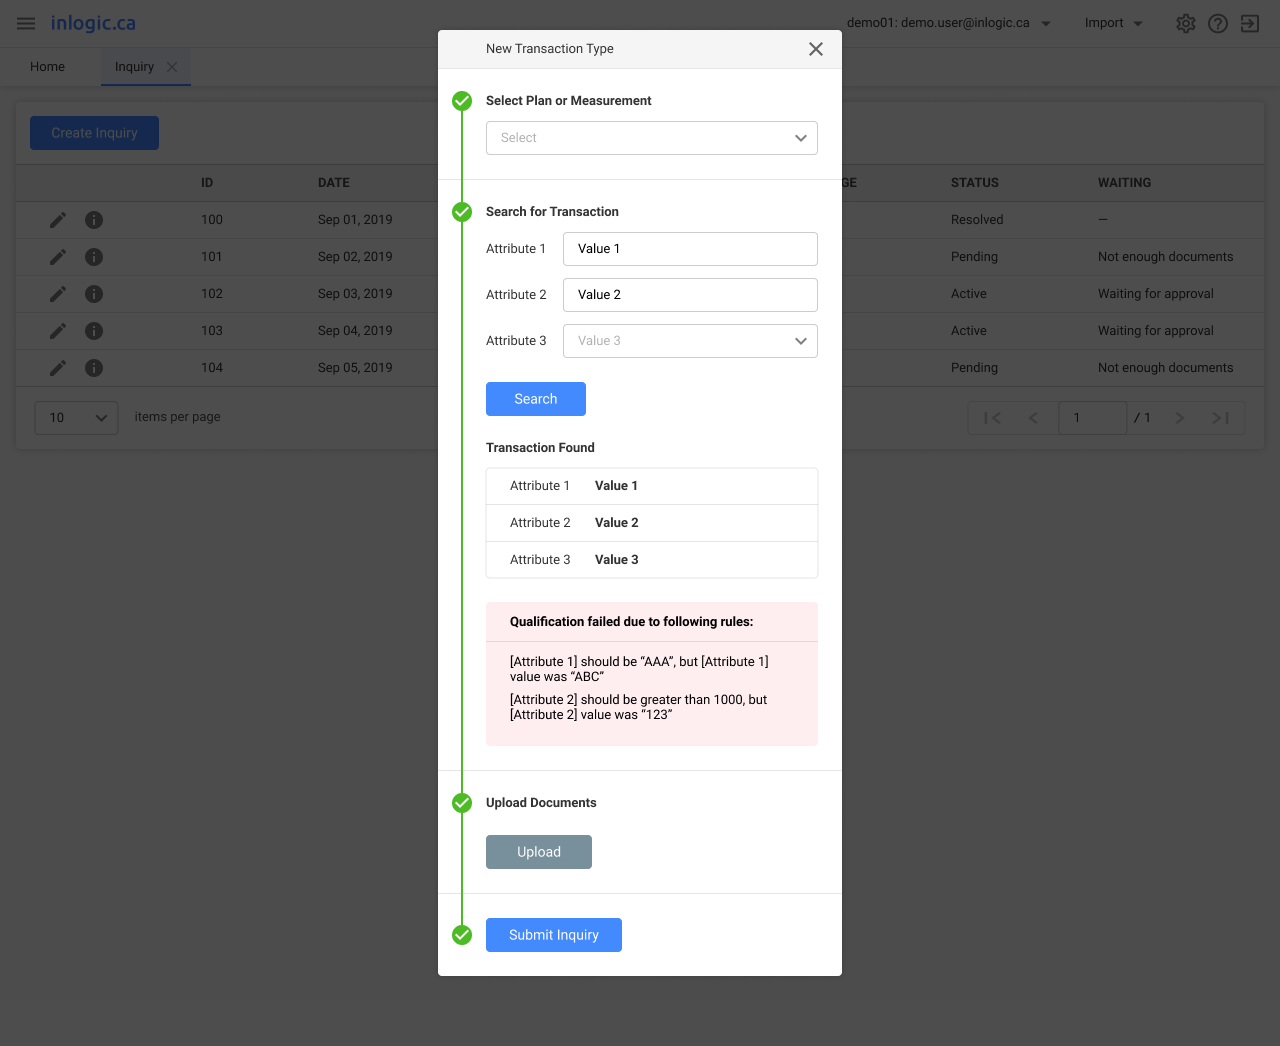 inlogic.ca
demo01: demo.user@inlogic.ca
Import
Home
Inquiry
Create Inquiry
ID DATE GE STATUS WAITING
100 Sep 01, 2019 Resolved —
101 Sep 02, 2019 Pending Not enough documents
102 Sep 03, 2019 Active Waiting for approval
103 Sep 04, 2019 Active Waiting for approval
104 Sep 05, 2019 Pending Not enough documents
10 items per page 1 / 1
New Transaction Type
Select Plan or Measurement
Select
Search for Transaction
Attribute 1 Value 1
Attribute 2 Value 2
Attribute 3 Value 3
Search
Transaction Found
Attribute 1 Value 1
Attribute 2 Value 2
Attribute 3 Value 3
Qualification failed due to following rules:
[Attribute 1] should be “AAA”, but [Attribute 1]
value was “ABC”
[Attribute 2] should be greater than 1000, but
[Attribute 2] value was “123”
Upload Documents
Upload
Submit Inquiry